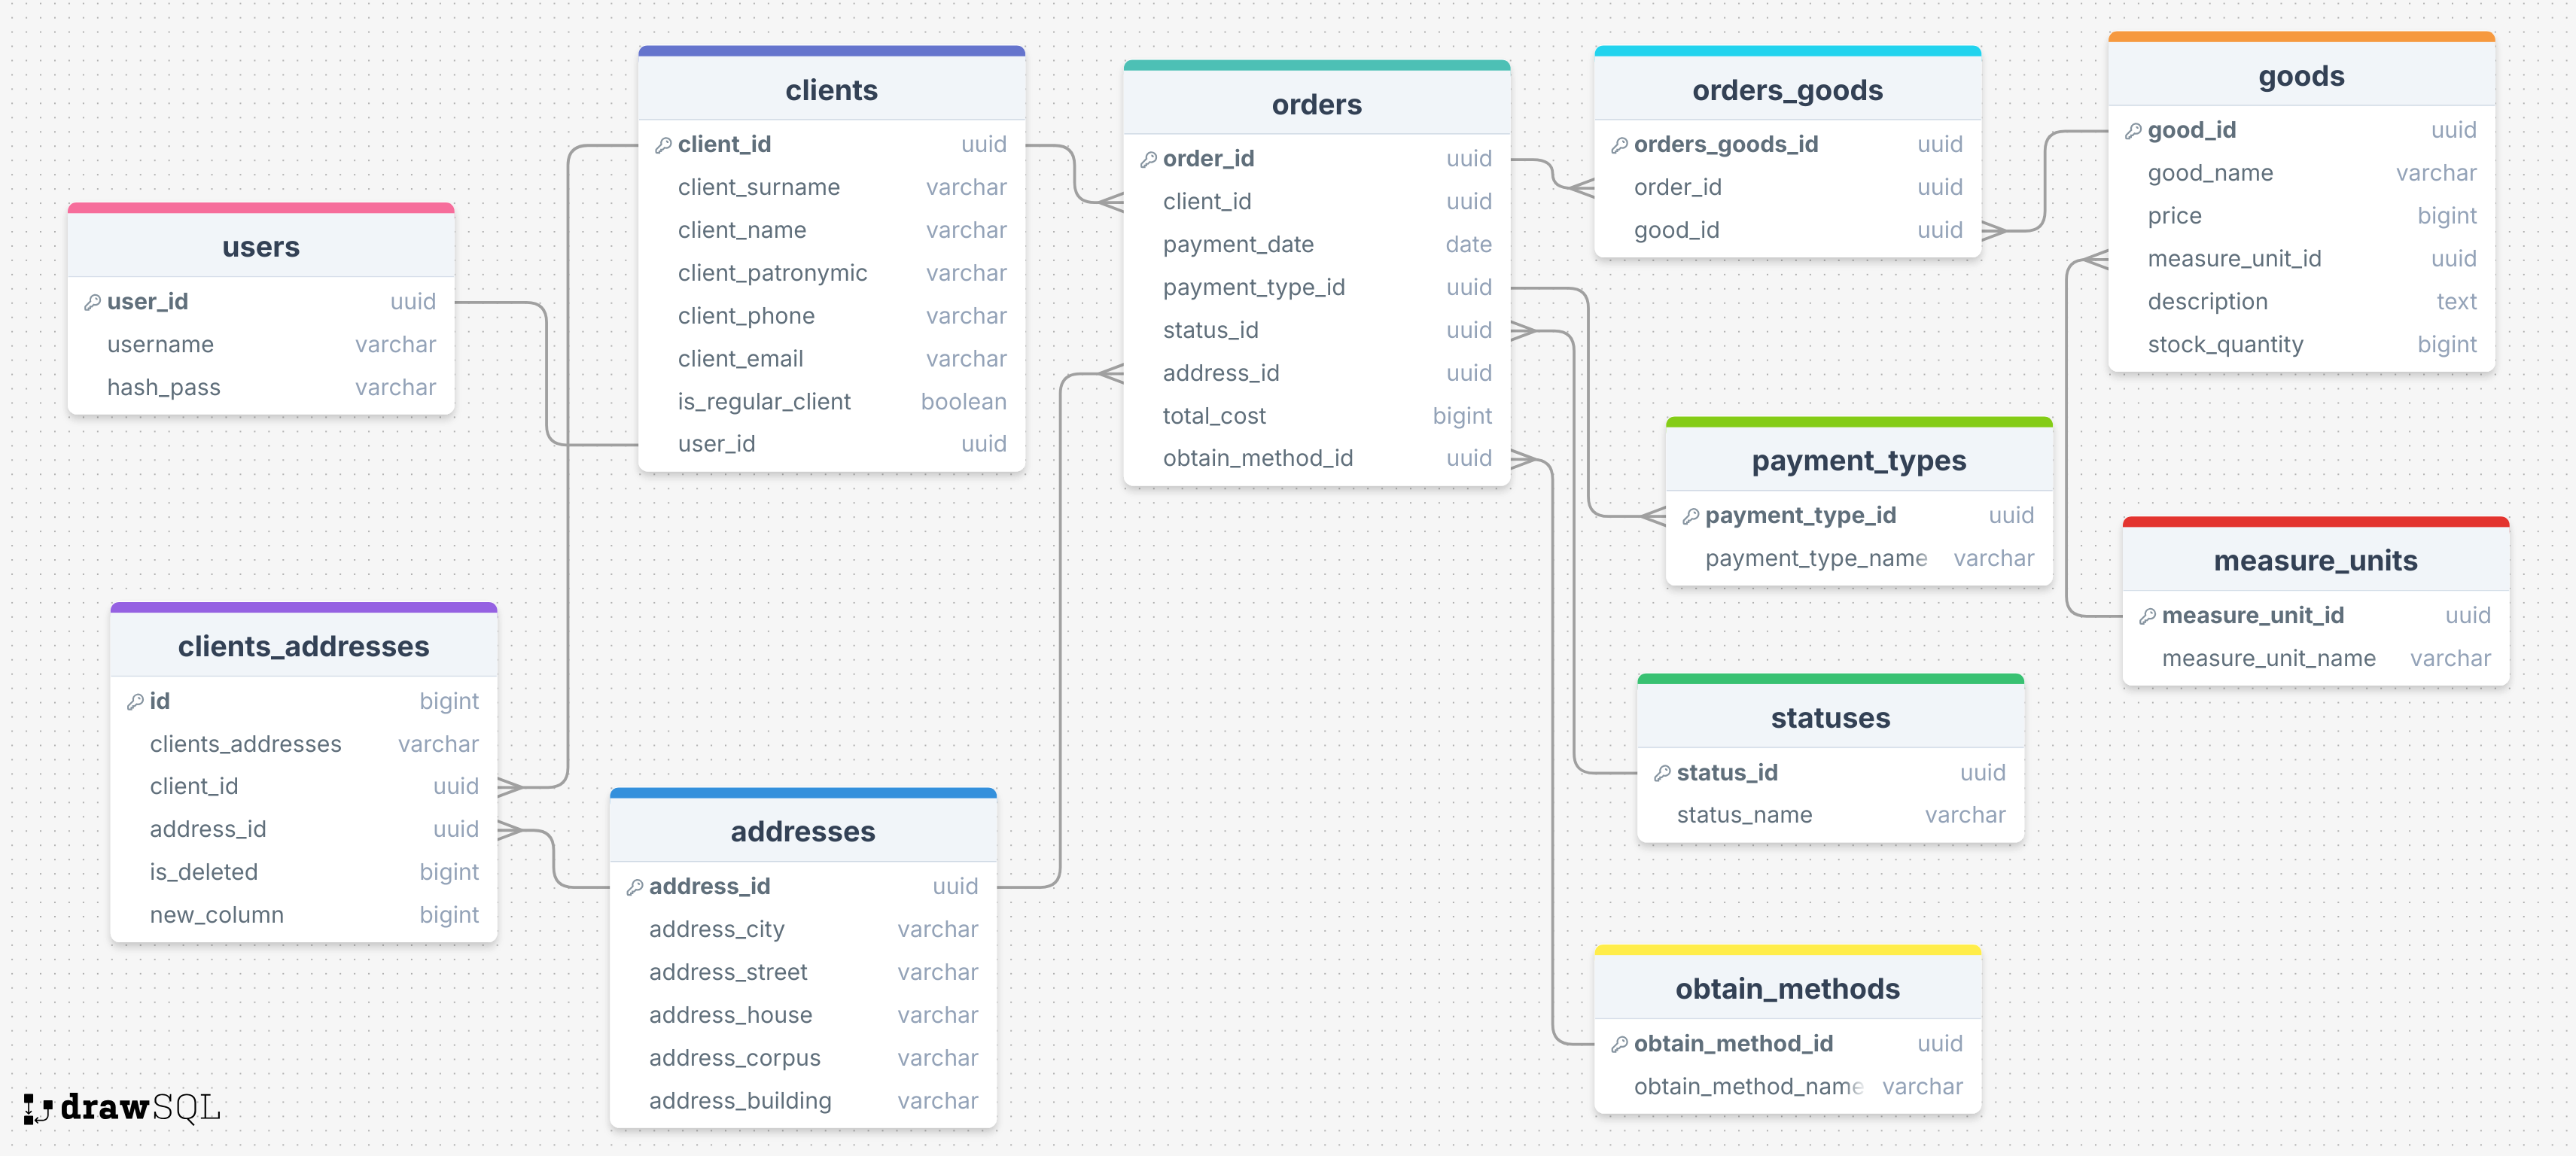 users
user_id uuid
username varchar
hash_pass varchar
clients
client_id uuid
client_surname varchar
client_name varchar
client_patronymic varchar
client_phone varchar
client_email varchar
is_regular_client boolean
user_id uuid
orders
order_id uuid
client_id uuid
payment_date date
payment_type_id uuid
status_id uuid
address_id uuid
total_cost bigint
obtain_method_id uuid
orders_goods
orders_goods_id uuid
order_id uuid
good_id uuid
goods
good_id uuid
good_name varchar
price bigint
measure_unit_id uuid
description text
stock_quantity bigint
payment_types
payment_type_id uuid
payment_type_name varchar
measure_units
measure_unit_id uuid
measure_unit_name varchar
clients_addresses
id bigint
clients_addresses varchar
client_id uuid
address_id uuid
is_deleted bigint
new_column bigint
addresses
address_id uuid
address_city varchar
address_street varchar
address_house varchar
address_corpus varchar
address_building varchar
statuses
status_id uuid
status_name varchar
obtain_methods
obtain_method_id uuid
obtain_method_name varchar
drawSQL